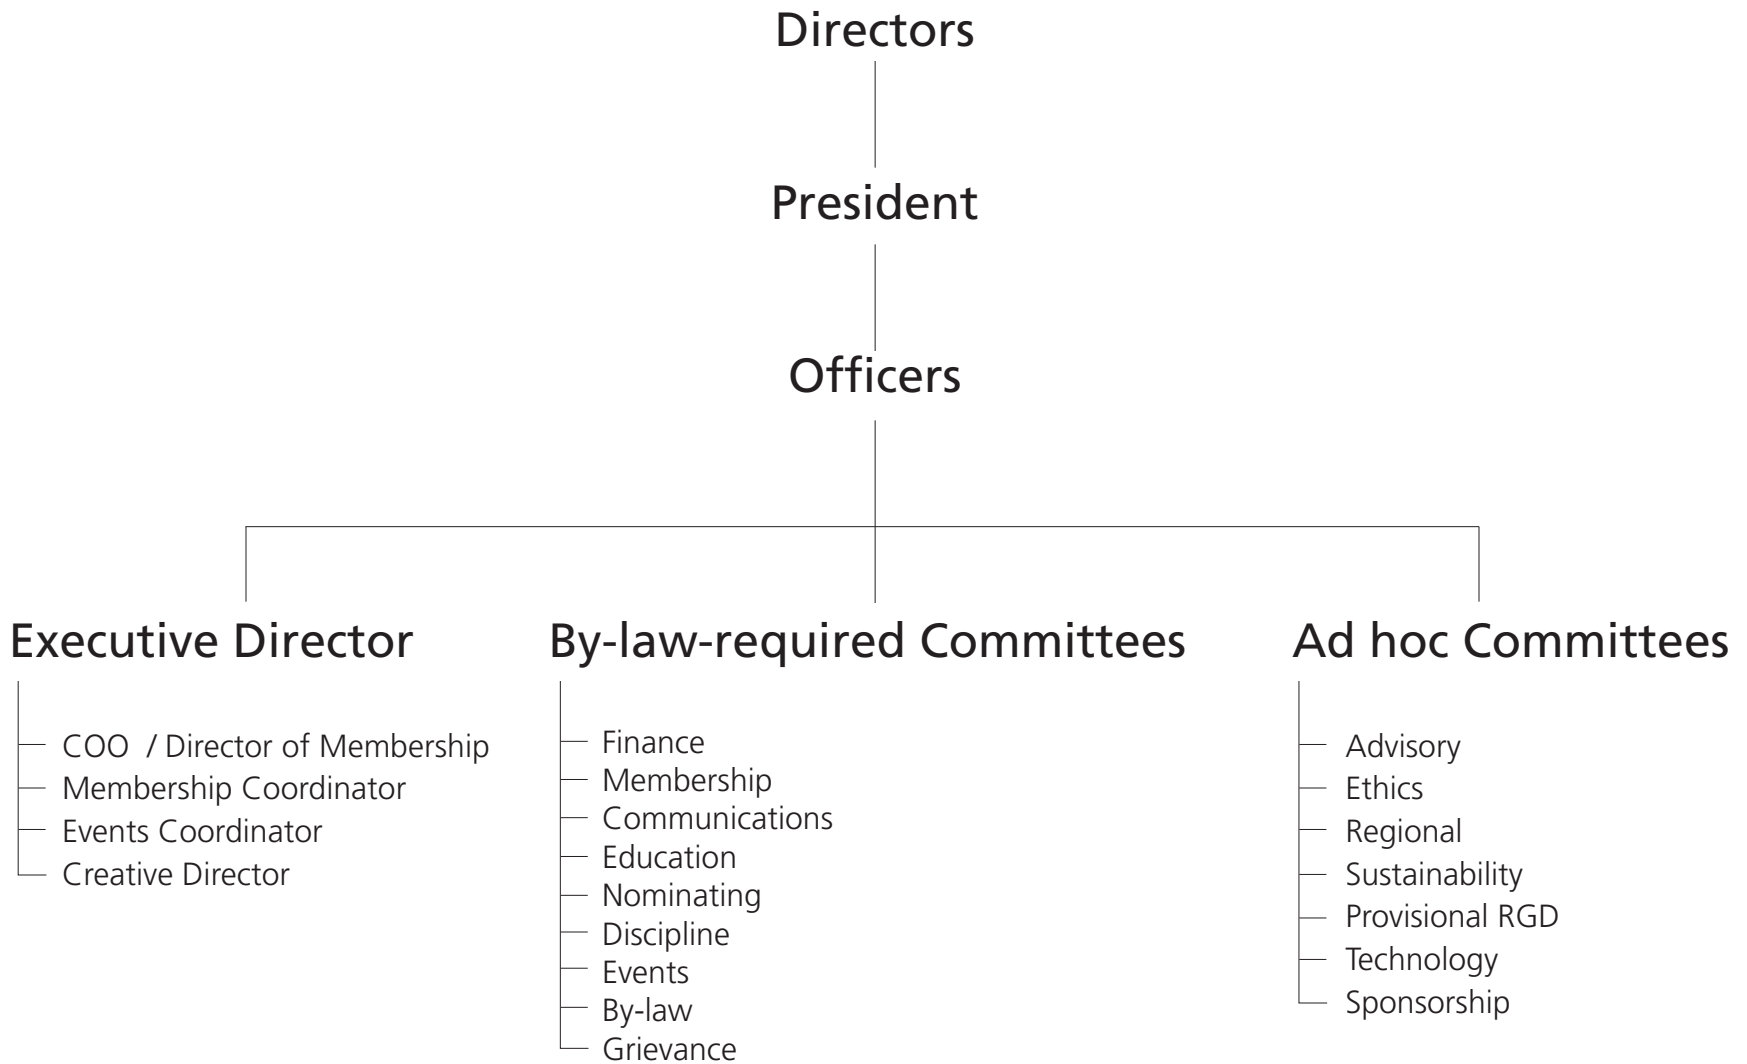 Directors
President
Officers
Executive Director
COO / Director of Membership
Membership Coordinator
Events Coordinator
Creative Director
By-law-required Committees
Finance
Membership
Communications
Education
Nominating
Discipline
Events
By-law
Grievance
Ad hoc Committees
Advisory
Ethics
Regional
Sustainability
Provisional RGD
Technology
Sponsorship